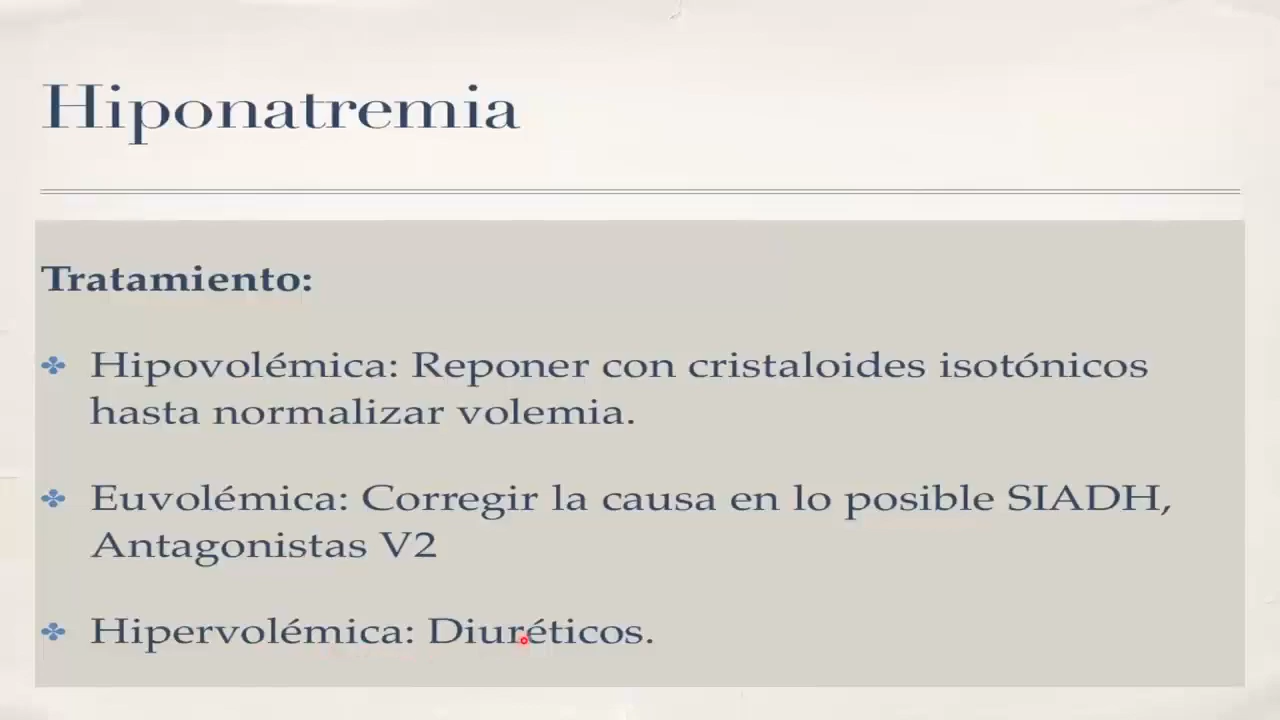 Hiponatremia
Tratamiento:
Hipovolémica: Reponer con cristaloides isotónicos
hasta normalizar volemia.
Euvolémica: Corregir la causa en lo posible SIADH,
Antagonistas V2
Hipervolémica: Diuréticos.